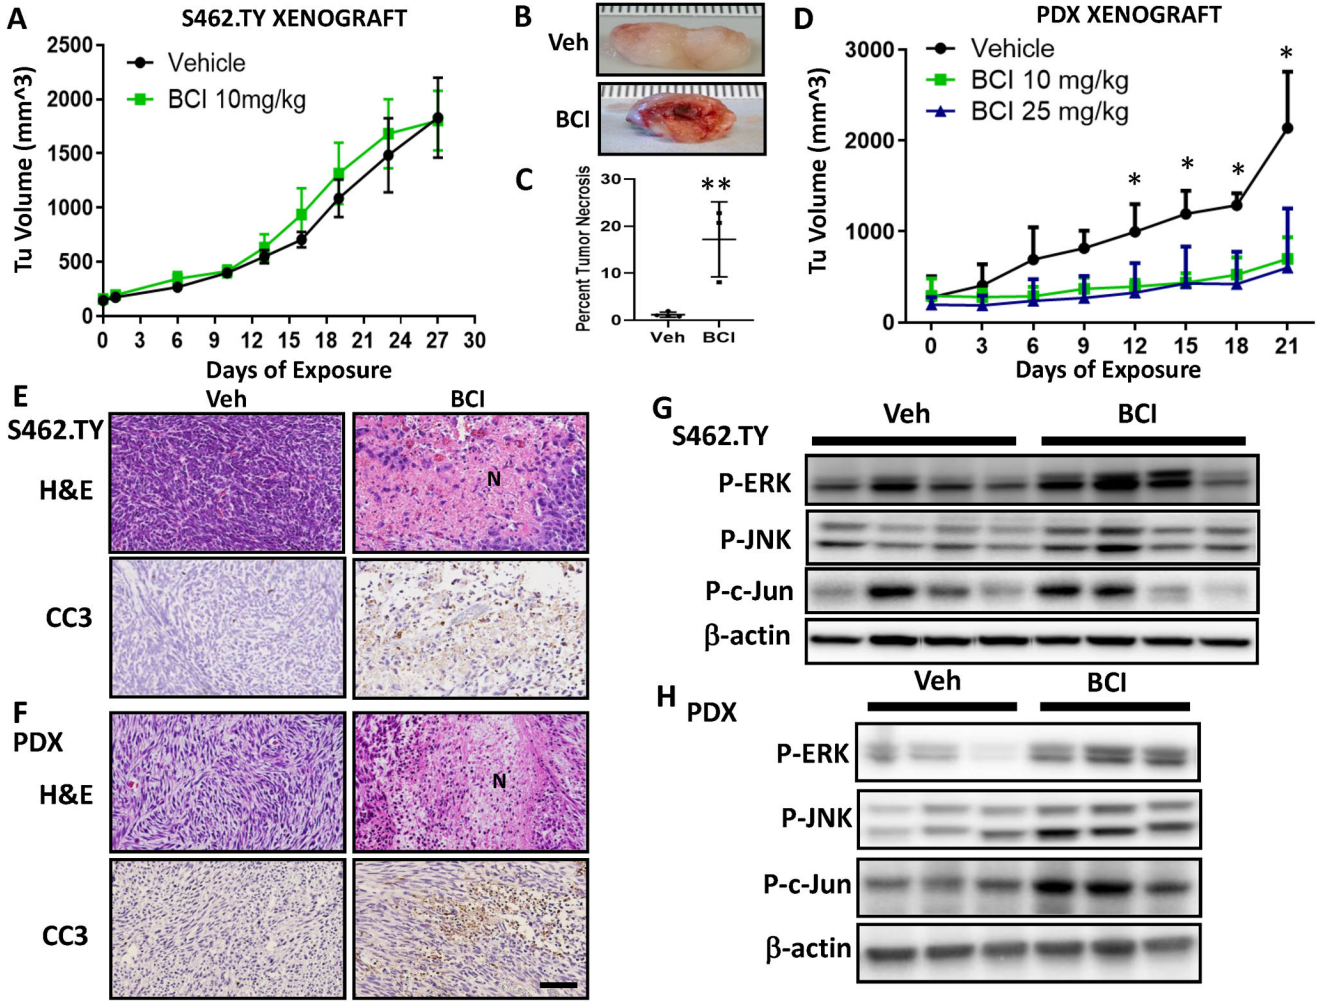 A
S462.TY XENOGRAFT
Tu Volume (mm^3)
2500
2000
1500
1000
500
0
Vehicle
BCI 10mg/kg
0 3 6 9 12 15 18 21 24 27 30
Days of Exposure
B
Veh
BCI
C
Percent Tumor Necrosis
30
20
10
0
**
Veh BCI
D
PDX XENOGRAFT
Tu Volume (mm^3)
3000
2000
1000
0
Vehicle
BCI 10 mg/kg
BCI 25 mg/kg
* * * *
0 3 6 9 12 15 18 21
Days of Exposure
E
Veh BCI
S462.TY
H&E
N
CC3
F
PDX
H&E
N
CC3
G
S462.TY
Veh BCI
P-ERK
P-JNK
P-c-Jun
β-actin
H
PDX
Veh BCI
P-ERK
P-JNK
P-c-Jun
β-actin